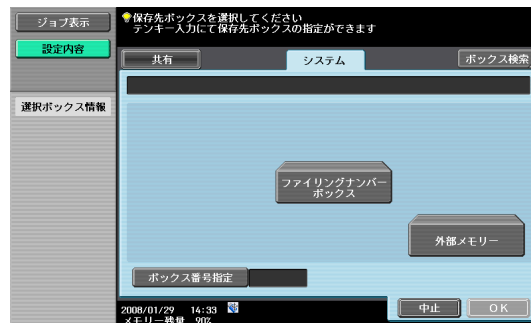 ジョブ表示
保存先ボックスを選択してください
テンキー入力にて保存先ボックスの指定ができます
設定内容
共有
システム
ボックス検索
選択ボックス情報
ファイリングナンバー
ボックス
外部メモリー
ボックス番号指定
2008/01/29 14:33
メモリー残量 90%
中止
OK